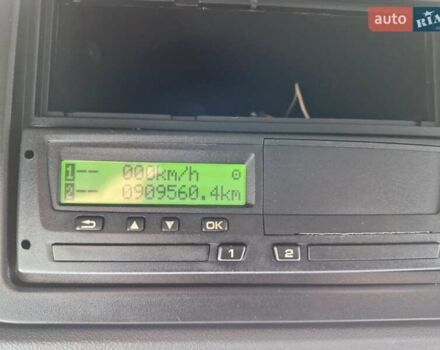 auto RIA
1 -- 000km/h
2 -- 0909560.4km
OK
1 2